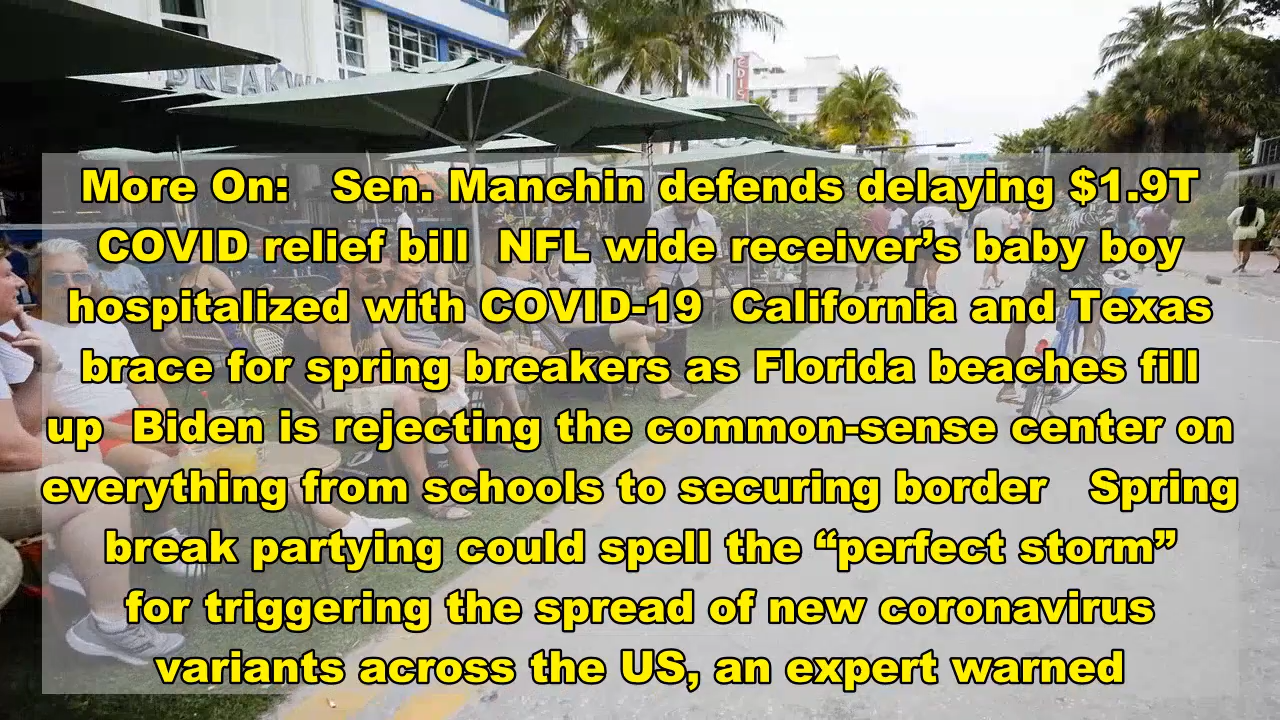 BREAKWA
EDIS
More On:   Sen. Manchin defends delaying $1.9T
COVID relief bill  NFL wide receiver’s baby boy
hospitalized with COVID-19  California and Texas
brace for spring breakers as Florida beaches fill
up  Biden is rejecting the common-sense center on
everything from schools to securing border   Spring
break partying could spell the “perfect storm”
for triggering the spread of new coronavirus
variants across the US, an expert warned